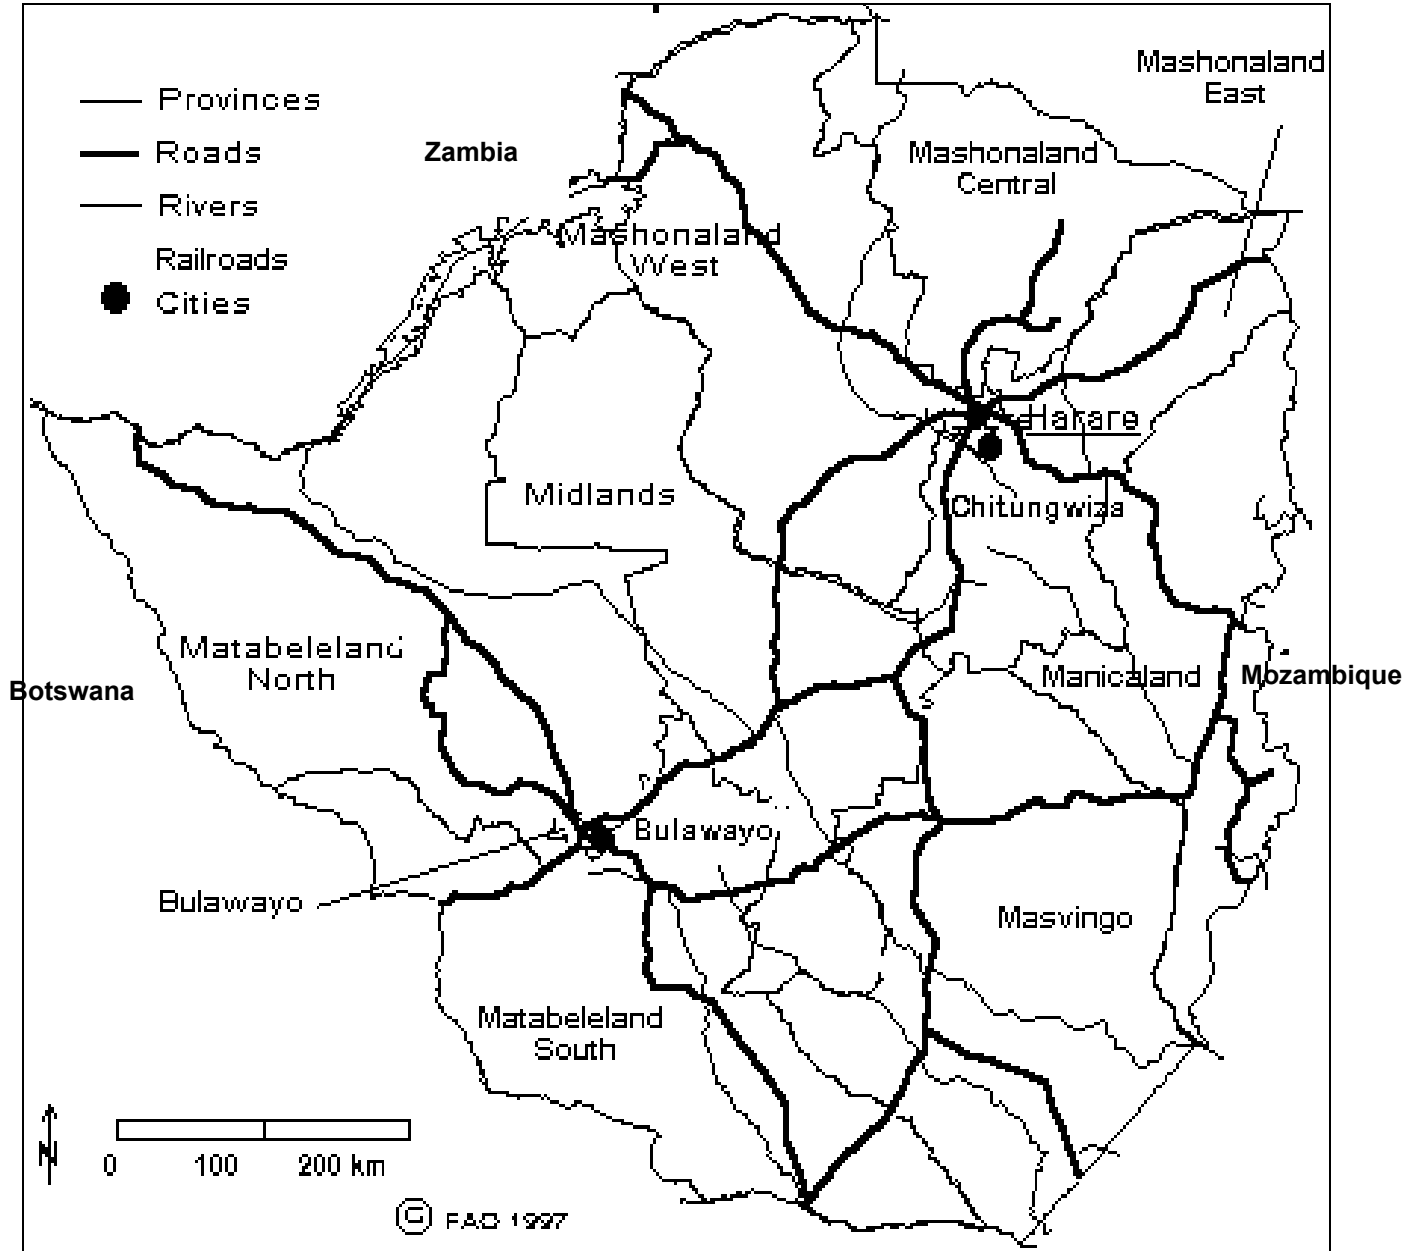 Provinces
Roads
Rivers
Railroads
Cities
Zambia
Mashonaland
East
Mashonaland
Central
Mashonaland
West
Harare
Midlands
Chitungwiza
Matabeleland
North
Botswana
Manicaland
Mozambique
Bulawayo
Bulawayo
Masvingo
Matabeleland
South
N
0 100 200 km
© FAO 1997